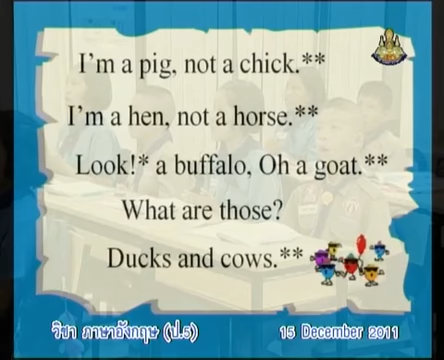 I'm a pig, not a chick.**
I'm a hen, not a horse.**
Look!* a buffalo, Oh a goat.**
What are those?
Ducks and cows.**
วิชา ภาษาอังกฤษ (ป.5)
15 December 2011